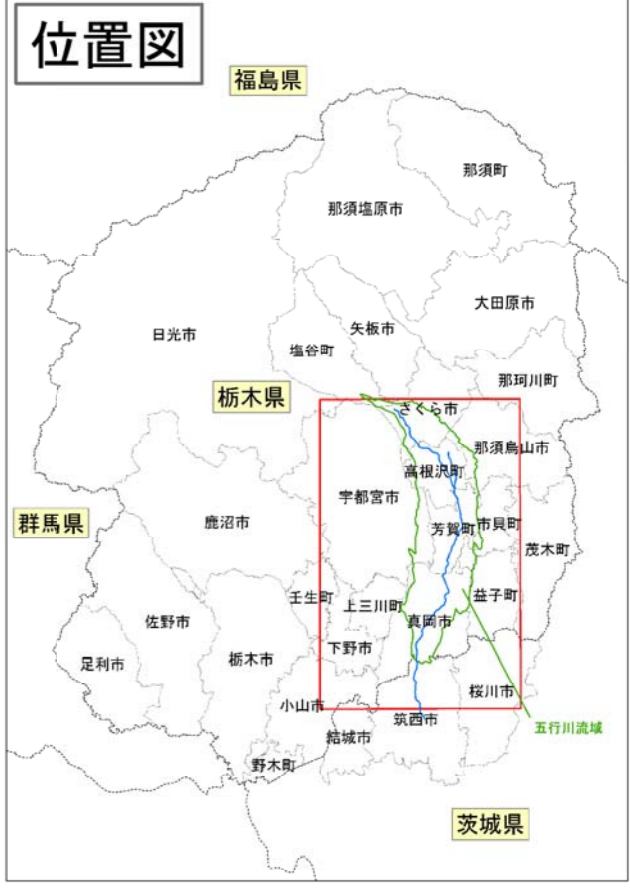 位置図
福島県
那須町
那須塩原市
大田原市
矢板市
日光市
塩谷町
那珂川町
栃木県
さくら市
那須烏山市
高根沢町
宇都宮市
群馬県
鹿沼市
芳賀町
市貝町
茂木町
壬生町
上三川町
益子町
佐野市
真岡市
下野市
足利市
栃木市
桜川市
小山市
筑西市
五行川流域
結城市
野木町
茨城県